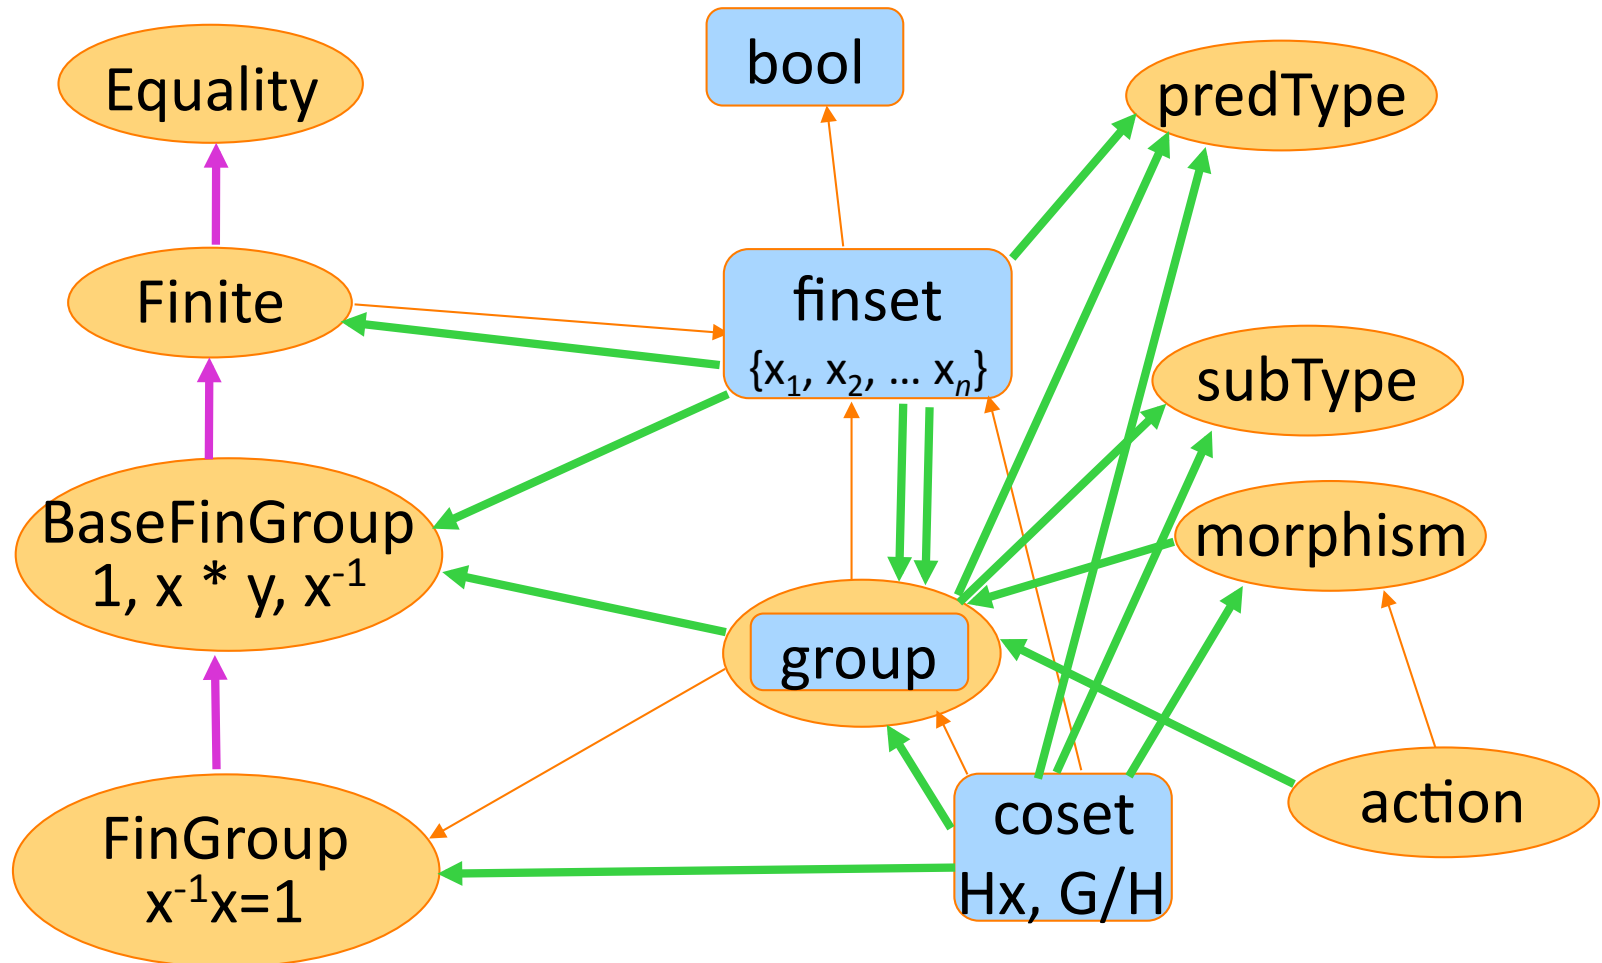 bool
Equality
predType
Finite
finset
{x₁, x₂, ... xₙ}
subType
BaseFinGroup
1, x * y, x⁻¹
morphism
group
FinGroup
x⁻¹x=1
coset
Hx, G/H
action